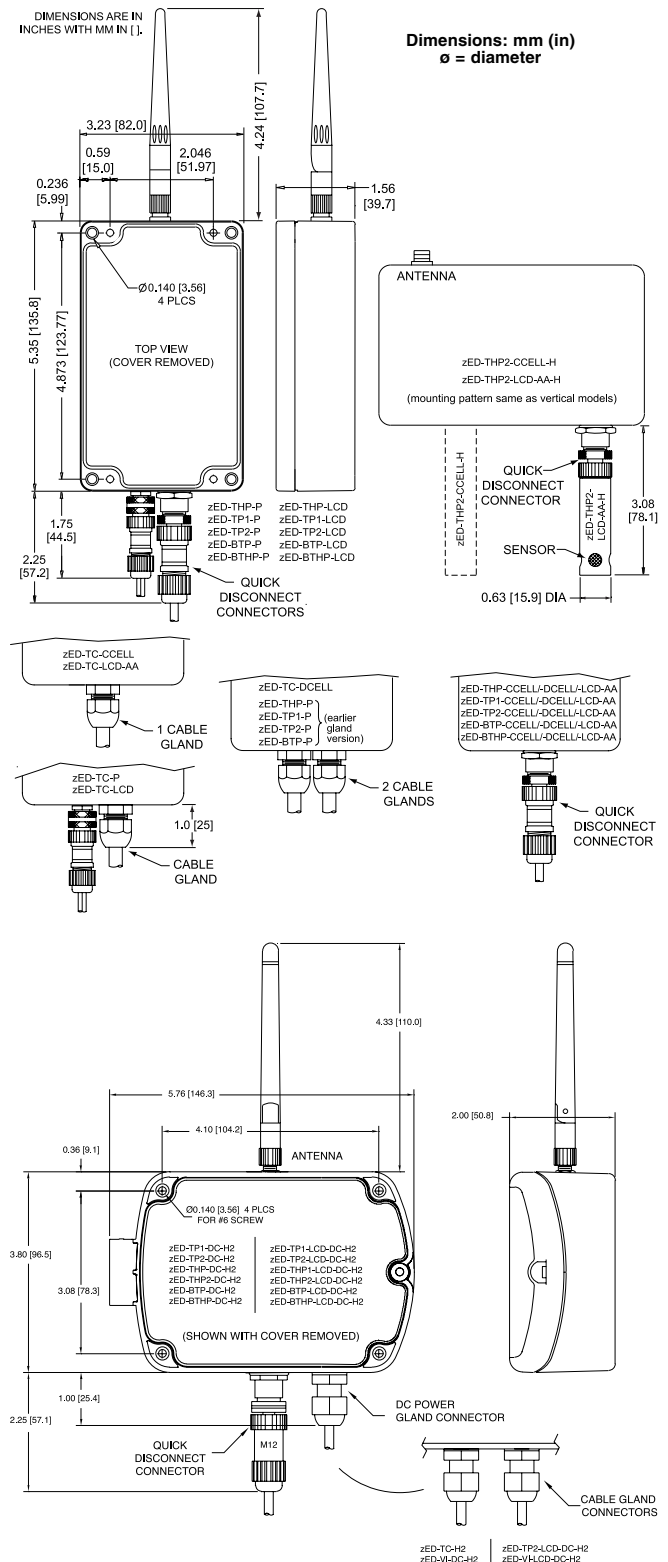 DIMENSIONS ARE IN
INCHES WITH MM IN [ ].
Dimensions: mm (in)
ø = diameter
4.24 [107.7]
3.23 [82.0]
0.59
[15.0]
2.046
[51.97]
0.236
[5.99]
1.56
[39.7]
Ø0.140 [3.56]
4 PLCS
5.35 [135.8]
4.873 [123.77]
TOP VIEW
(COVER REMOVED)
ANTENNA
zED-THP2-CCELL-H
zED-THP2-LCD-AA-H
(mounting pattern same as vertical models)
zED-THP2-CCELL-H
QUICK
DISCONNECT
CONNECTOR
zED-THP2-
LCD-AA-H
SENSOR
3.08
[78.1]
0.63 [15.9] DIA
1.75
[44.5]
2.25
[57.2]
zED-THP-P
zED-TP1-P
zED-TP2-P
zED-BTP-P
zED-BTHP-P
zED-THP-LCD
zED-TP1-LCD
zED-TP2-LCD
zED-BTP-LCD
zED-BTHP-LCD
QUICK
DISCONNECT
CONNECTORS
zED-TC-CCELL
zED-TC-LCD-AA
1 CABLE
GLAND
zED-TC-DCELL
zED-THP-P
zED-TP1-P
zED-TP2-P
zED-BTP-P
(earlier
gland
version)
2 CABLE
GLANDS
zED-THP-CCELL/-DCELL/-LCD-AA
zED-TP1-CCELL/-DCELL/-LCD-AA
zED-TP2-CCELL/-DCELL/-LCD-AA
zED-BTP-CCELL/-DCELL/-LCD-AA
zED-BTHP-CCELL/-DCELL/-LCD-AA
QUICK
DISCONNECT
CONNECTOR
zED-TC-P
zED-TC-LCD
1.0 [25]
CABLE
GLAND
4.33 [110.0]
5.76 [146.3]
4.10 [104.2]
2.00 [50.8]
0.36 [9.1]
ANTENNA
Ø0.140 [3.56] 4 PLCS
FOR #6 SCREW
3.80 [96.5]
3.08 [78.3]
zED-TP1-DC-H2
zED-TP2-DC-H2
zED-THP-DC-H2
zED-THP2-DC-H2
zED-BTP-DC-H2
zED-BTHP-DC-H2
zED-TP1-LCD-DC-H2
zED-TP2-LCD-DC-H2
zED-THP1-LCD-DC-H2
zED-THP2-LCD-DC-H2
zED-BTP-LCD-DC-H2
zED-BTHP-LCD-DC-H2
(SHOWN WITH COVER REMOVED)
1.00 [25.4]
2.25 [57.1]
DC POWER
GLAND CONNECTOR
QUICK
DISCONNECT
CONNECTOR
M12
CABLE GLAND
CONNECTORS
zED-TC-H2
zED-VI-DC-H2
zED-TP2-LCD-DC-H2
zED-VI-LCD-DC-H2